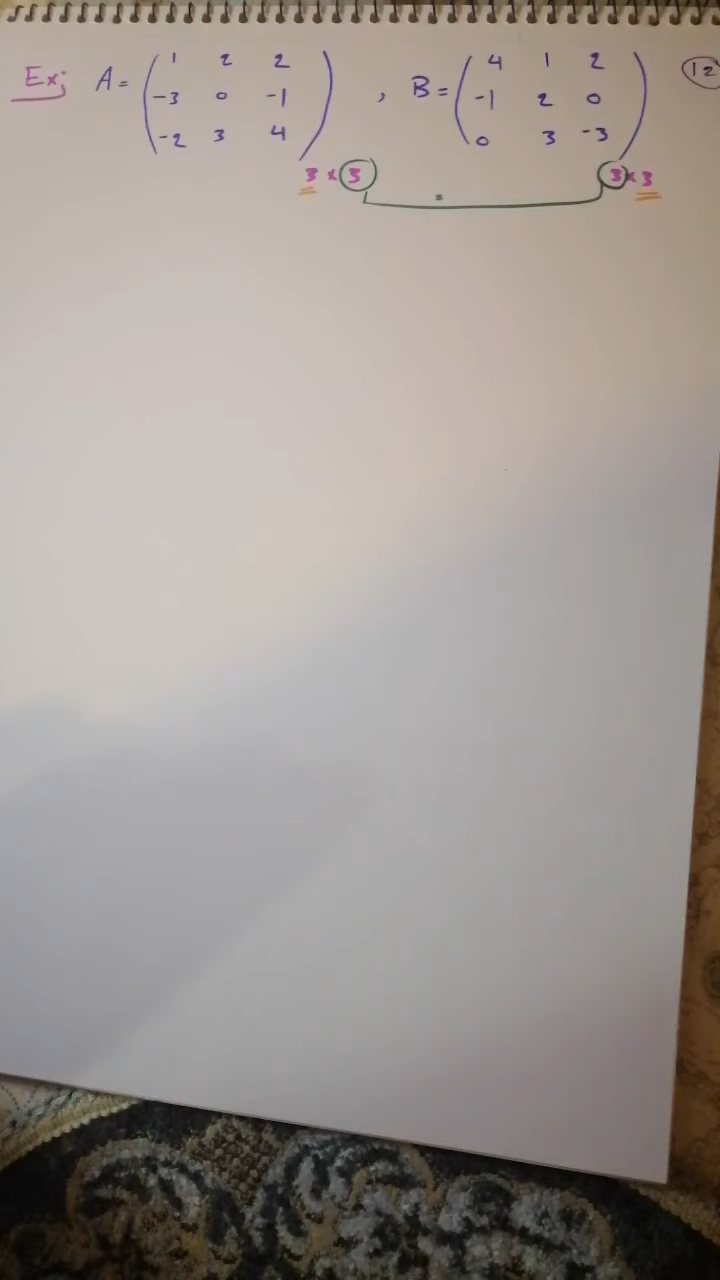 Ex; A = ( 1 2 2 ) , B = ( 4 1 2 ) 12
-3 0 -1 -1 2 0
-2 3 4 0 3 -3
3 x 3 3 x 3